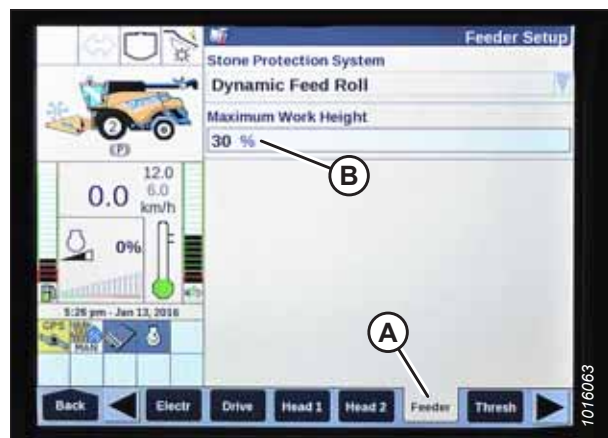 Feeder Setup
Stone Protection System
Dynamic Feed Roll
Maximum Work Height
30 %
B
2
(P)
12.0
6.0
0.0 km/h
0%
5:26 pm - Jan 13, 2016
GPS
MAN
A
Back Electr Drive Head 1 Head 2 Feeder Thresh
1016063